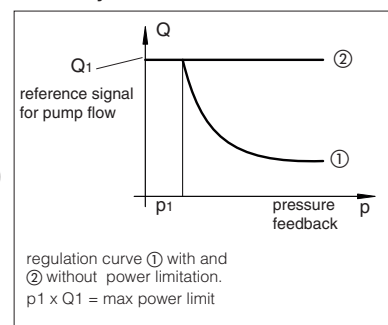 Q
Q1
②
reference signal
for pump flow
①
p1
pressure
feedback
p
regulation curve ① with and
② without power limitation.
p1 x Q1 = max power limit